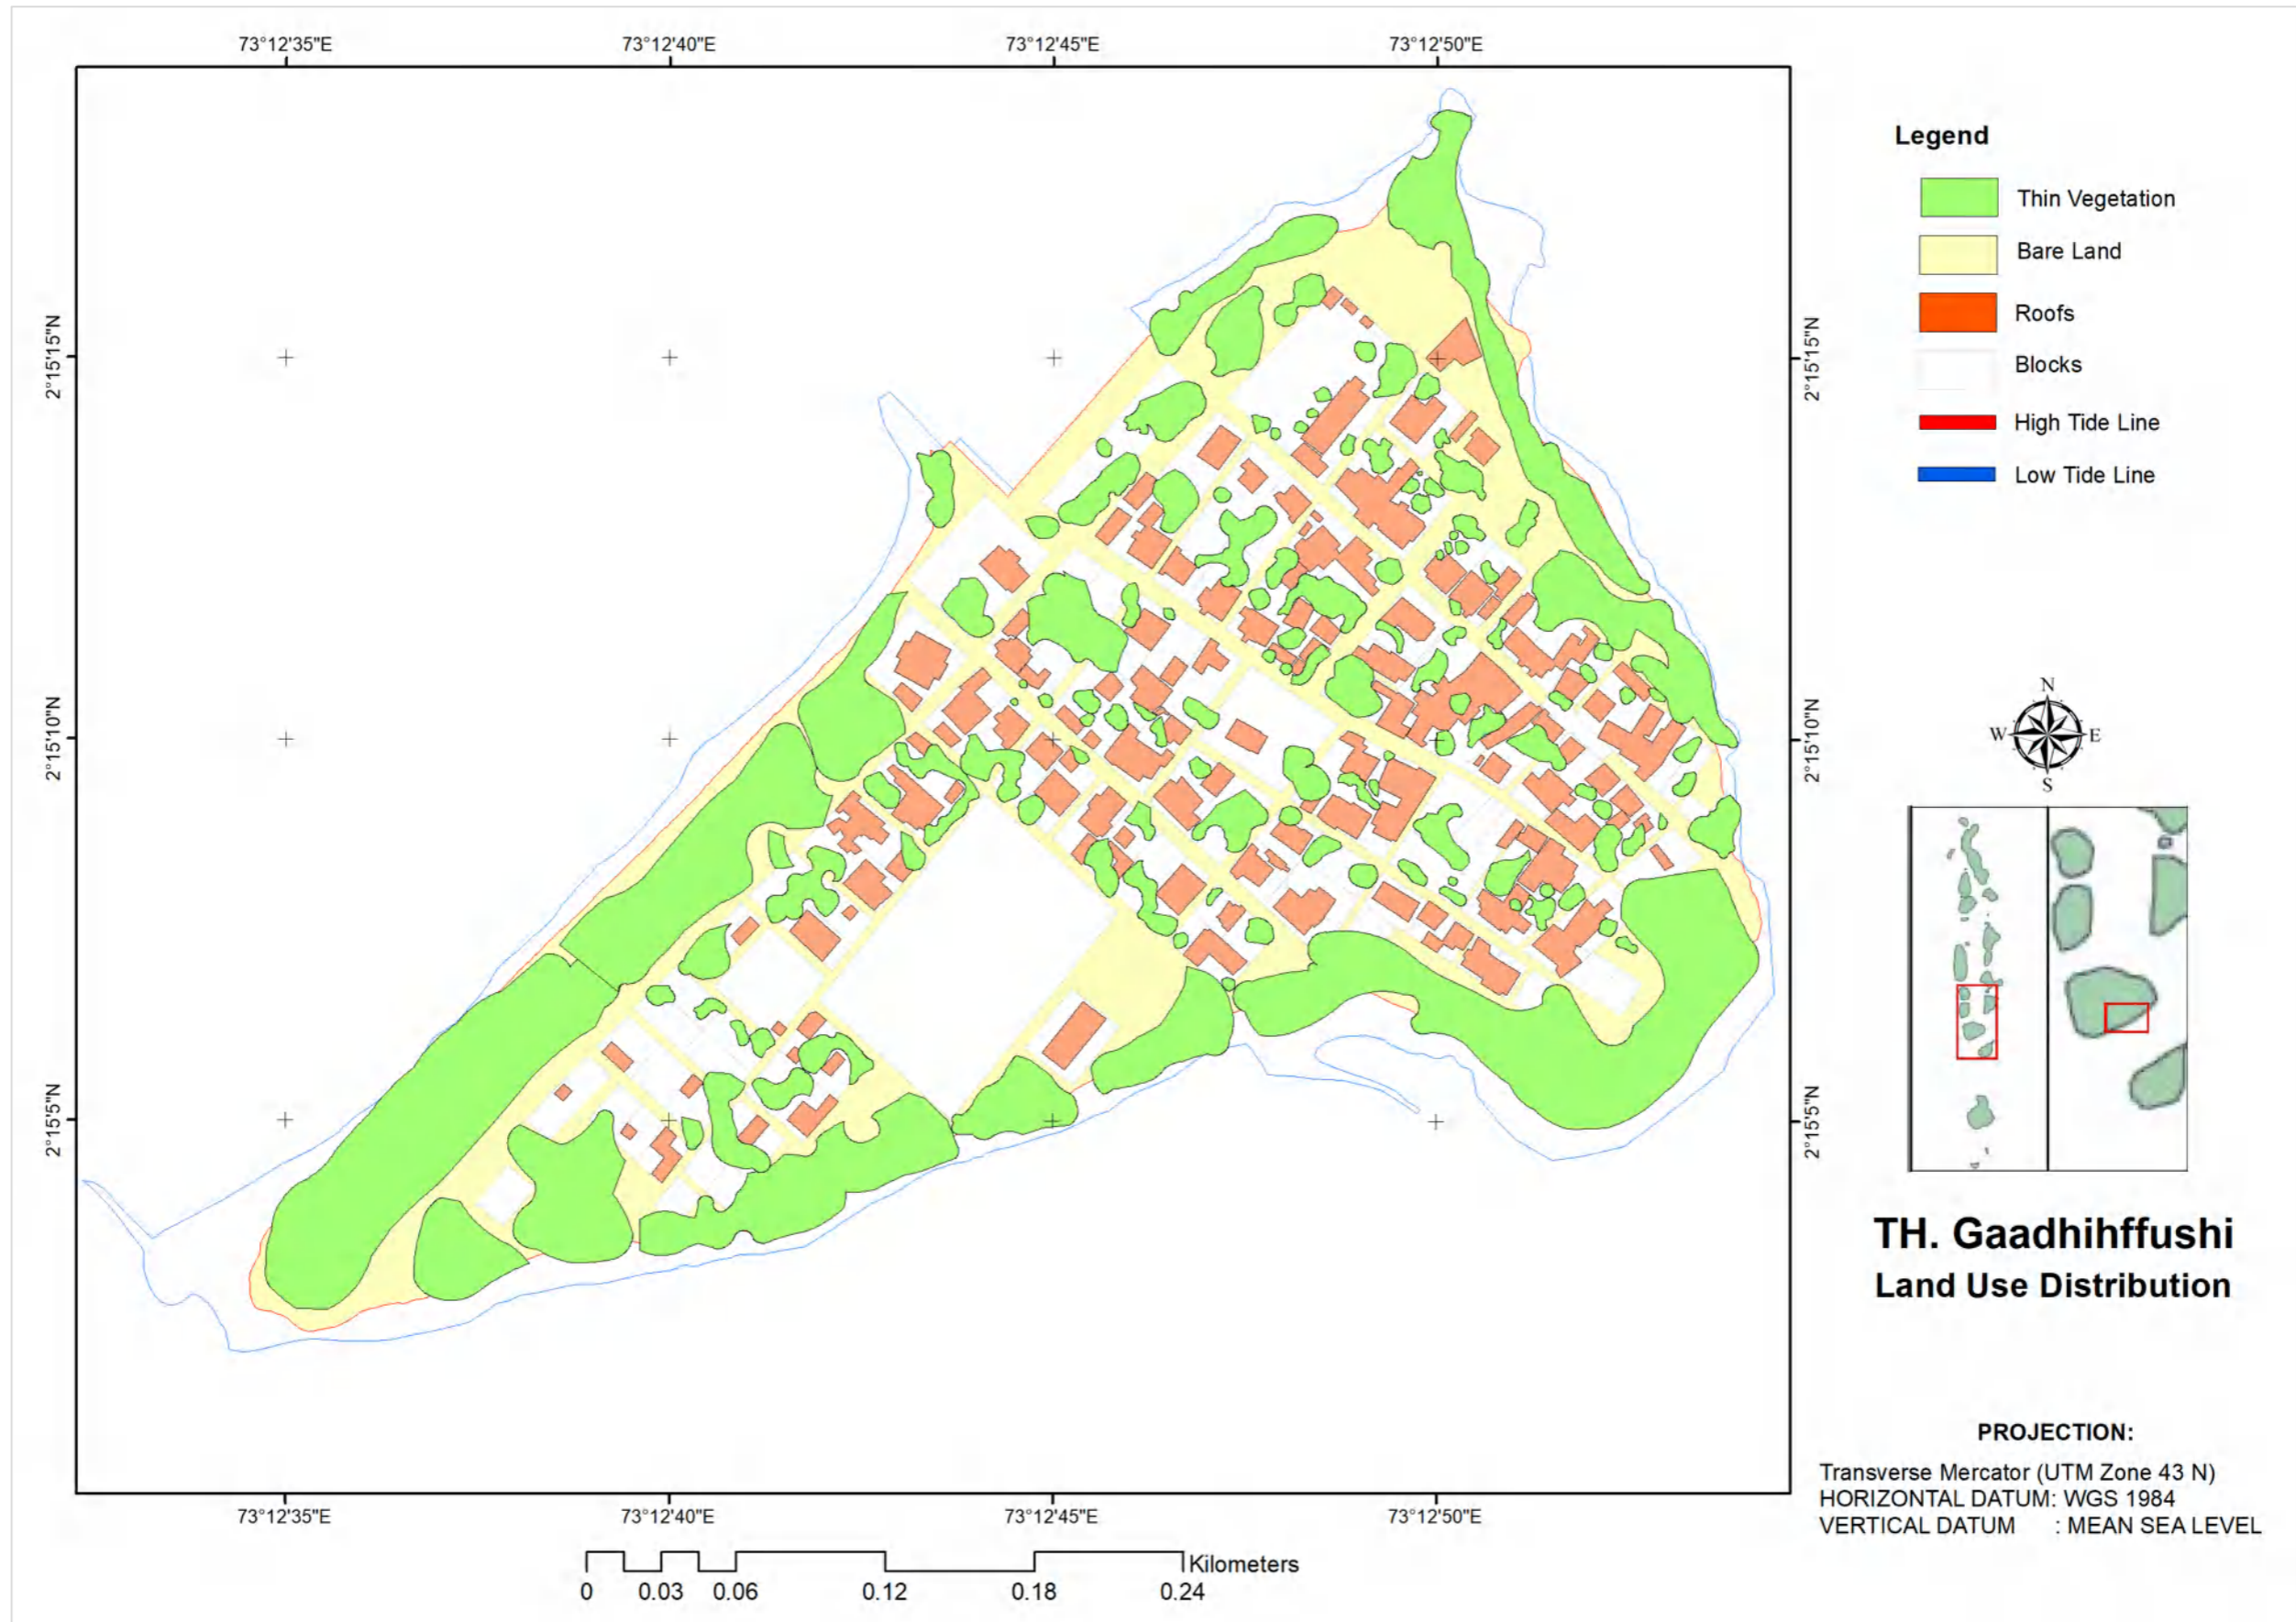 73°12'35"E
73°12'40"E
73°12'45"E
73°12'50"E
2°15'15"N
2°15'10"N
2°15'5"N
2°15'15"N
2°15'10"N
2°15'5"N
73°12'35"E
73°12'40"E
73°12'45"E
73°12'50"E
Kilometers
0 0.03 0.06 0.12 0.18 0.24
Legend
Thin Vegetation
Bare Land
Roofs
Blocks
High Tide Line
Low Tide Line
N
W E
S
TH. Gaadhihffushi
Land Use Distribution
PROJECTION:
Transverse Mercator (UTM Zone 43 N)
HORIZONTAL DATUM: WGS 1984
VERTICAL DATUM : MEAN SEA LEVEL